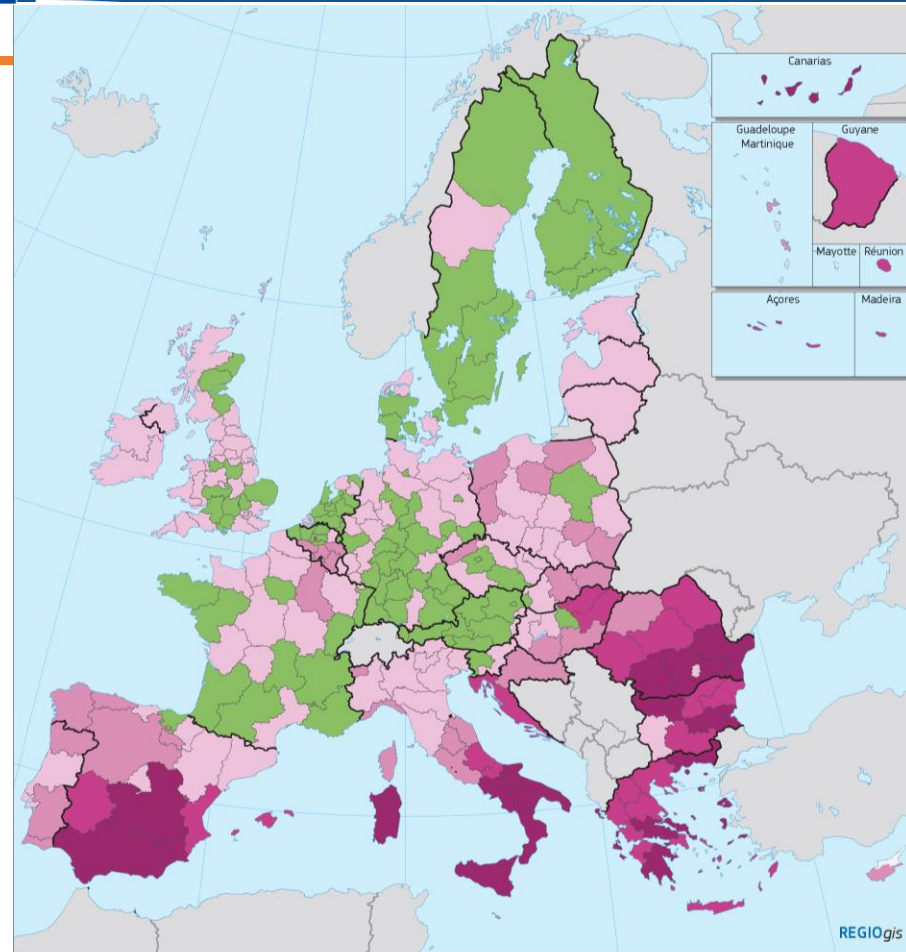 Canarias
Guadeloupe
Martinique
Guyane
Mayotte
Réunion
Açores
Madeira
REGIOgis